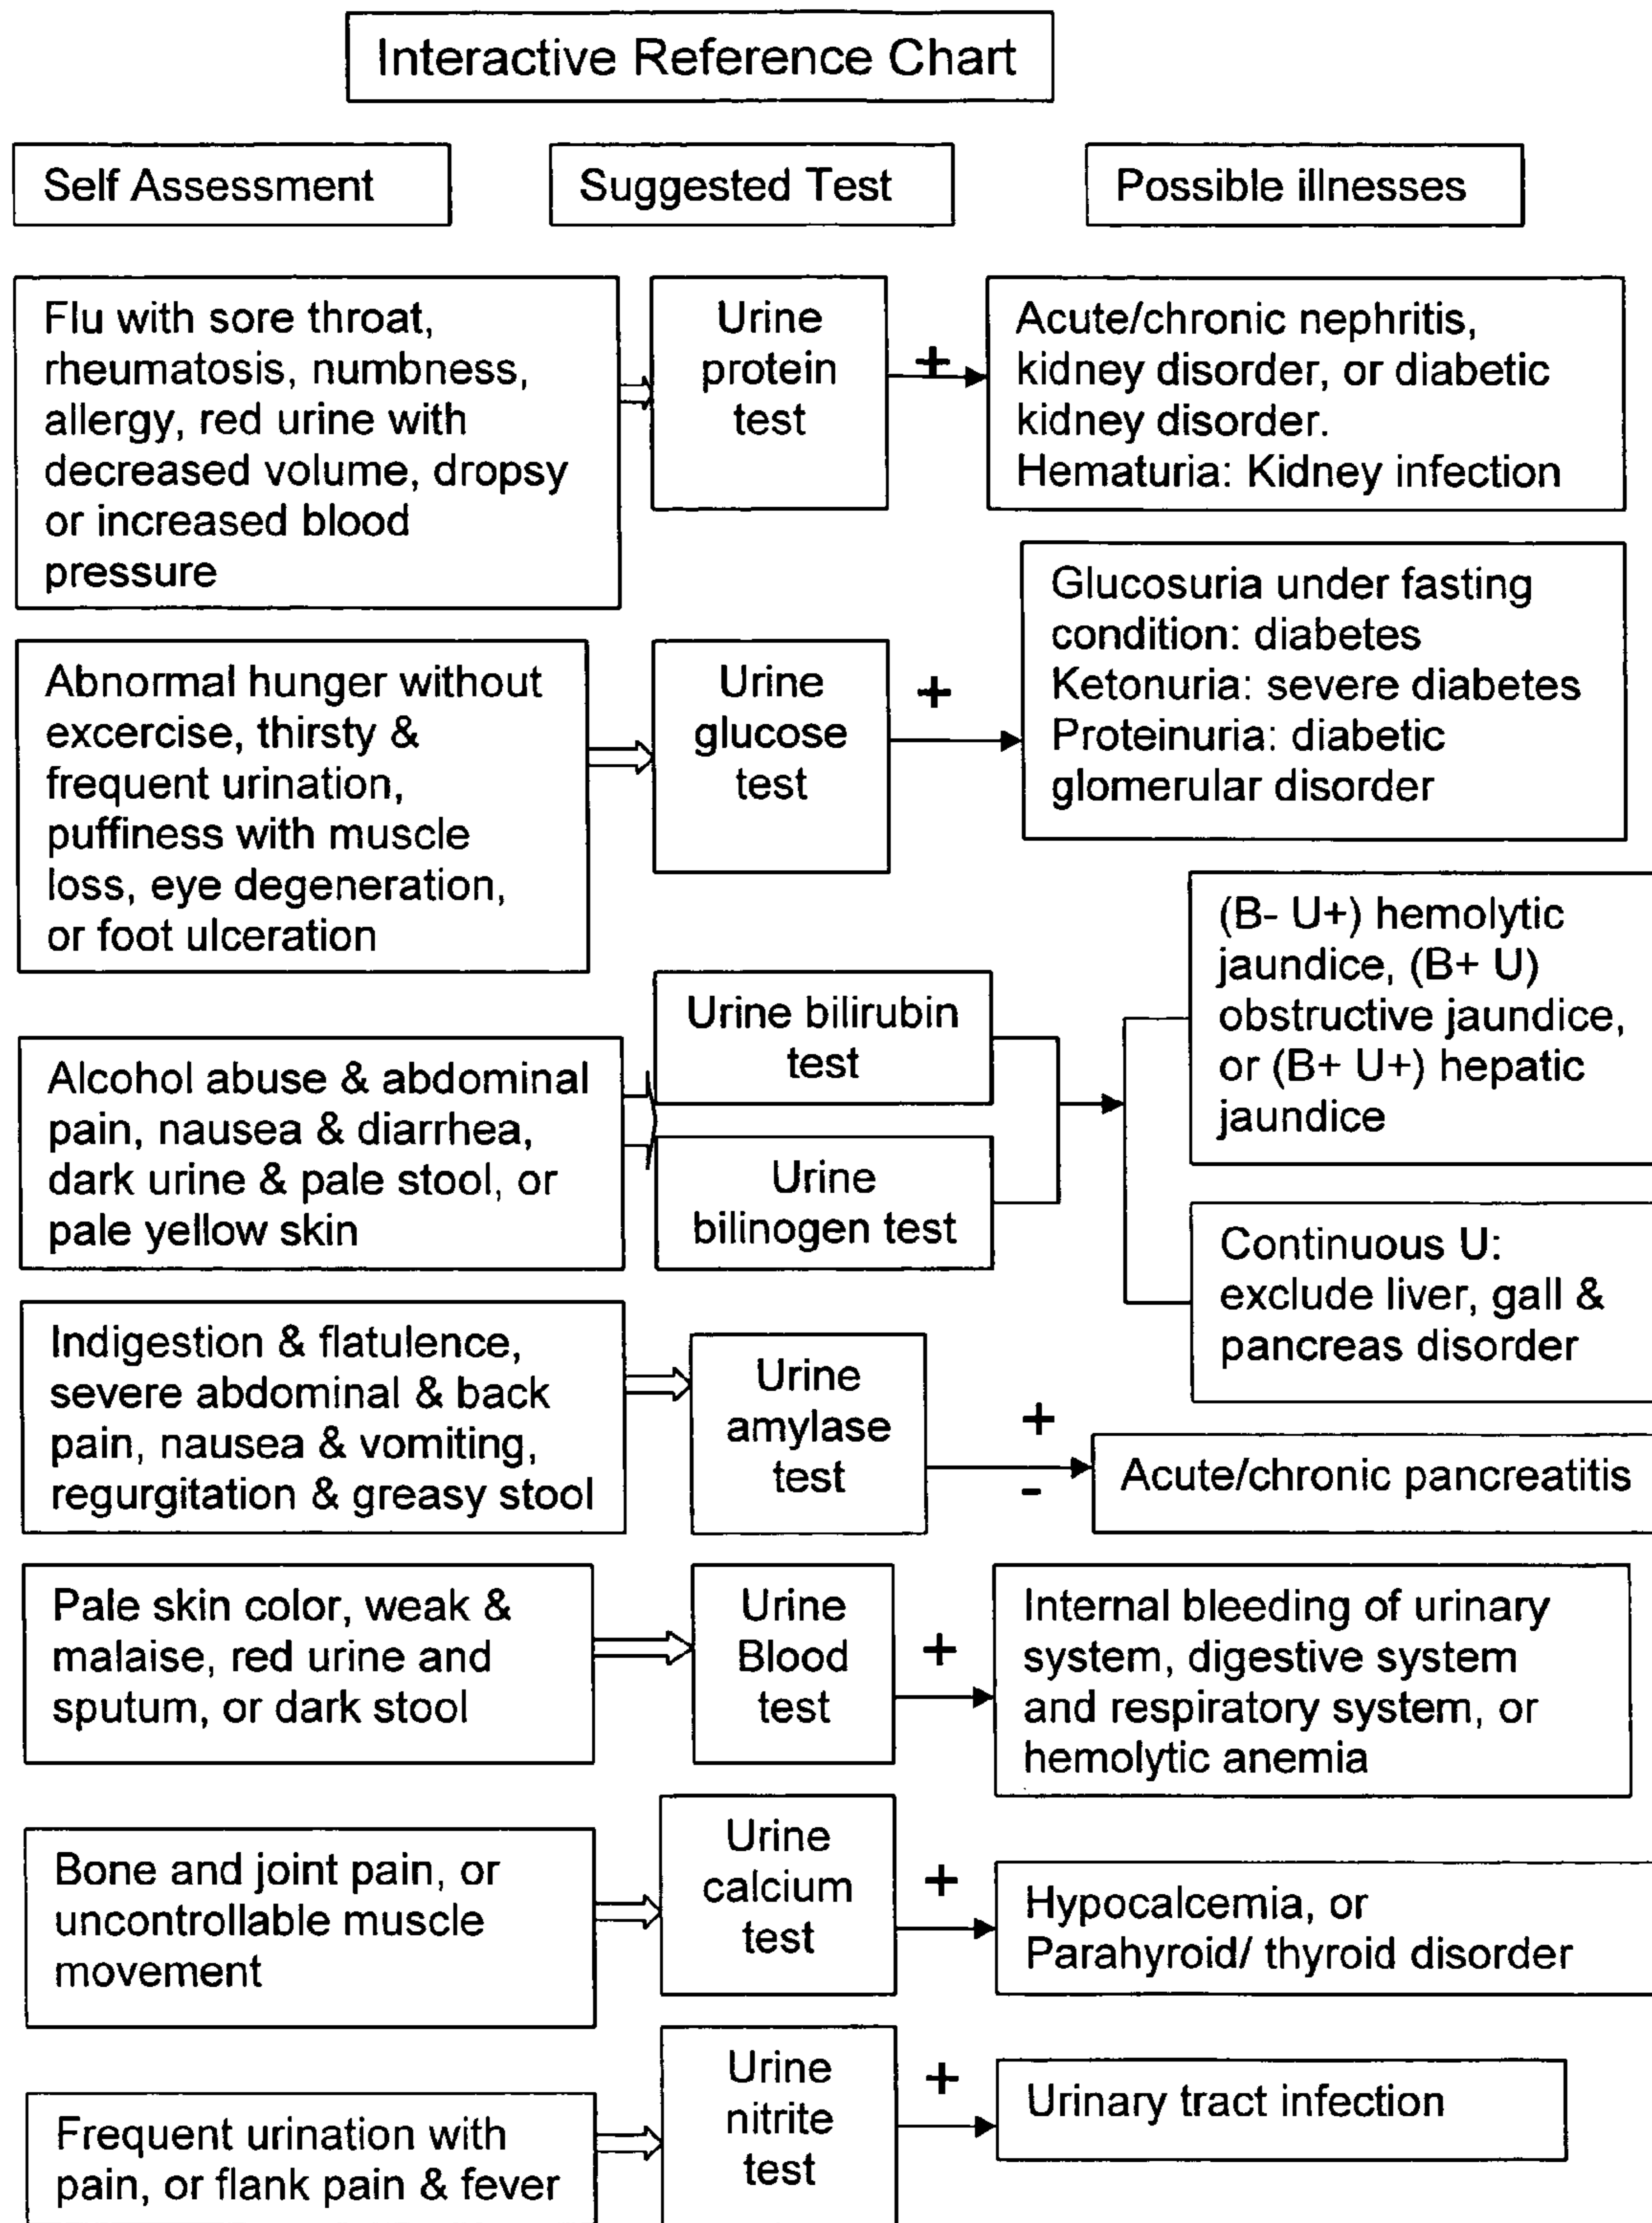 Interactive Reference Chart
Self Assessment
Suggested Test
Possible illnesses
Flu with sore throat,
rheumatosis, numbness,
allergy, red urine with
decreased volume, dropsy
or increased blood
pressure
Urine
protein
test
+
Acute/chronic nephritis,
kidney disorder, or diabetic
kidney disorder.
Hematuria: Kidney infection
Abnormal hunger without
excercise, thirsty &
frequent urination,
puffiness with muscle
loss, eye degeneration,
or foot ulceration
Urine
glucose
test
+
Glucosuria under fasting
condition: diabetes
Ketonuria: severe diabetes
Proteinuria: diabetic
glomerular disorder
Alcohol abuse & abdominal
pain, nausea & diarrhea,
dark urine & pale stool, or
pale yellow skin
Urine bilirubin
test
Urine
bilinogen test
(B- U+) hemolytic
jaundice, (B+ U)
obstructive jaundice,
or (B+ U+) hepatic
jaundice
Continuous U:
exclude liver, gall &
pancreas disorder
Indigestion & flatulence,
severe abdominal & back
pain, nausea & vomiting,
regurgitation & greasy stool
Urine
amylase
test
+
-
Acute/chronic pancreatitis
Pale skin color, weak &
malaise, red urine and
sputum, or dark stool
Urine
Blood
test
+
Internal bleeding of urinary
system, digestive system
and respiratory system, or
hemolytic anemia
Bone and joint pain, or
uncontrollable muscle
movement
Urine
calcium
test
+
Hypocalcemia, or
Parahyroid/ thyroid disorder
Frequent urination with
pain, or flank pain & fever
Urine
nitrite
test
+
Urinary tract infection